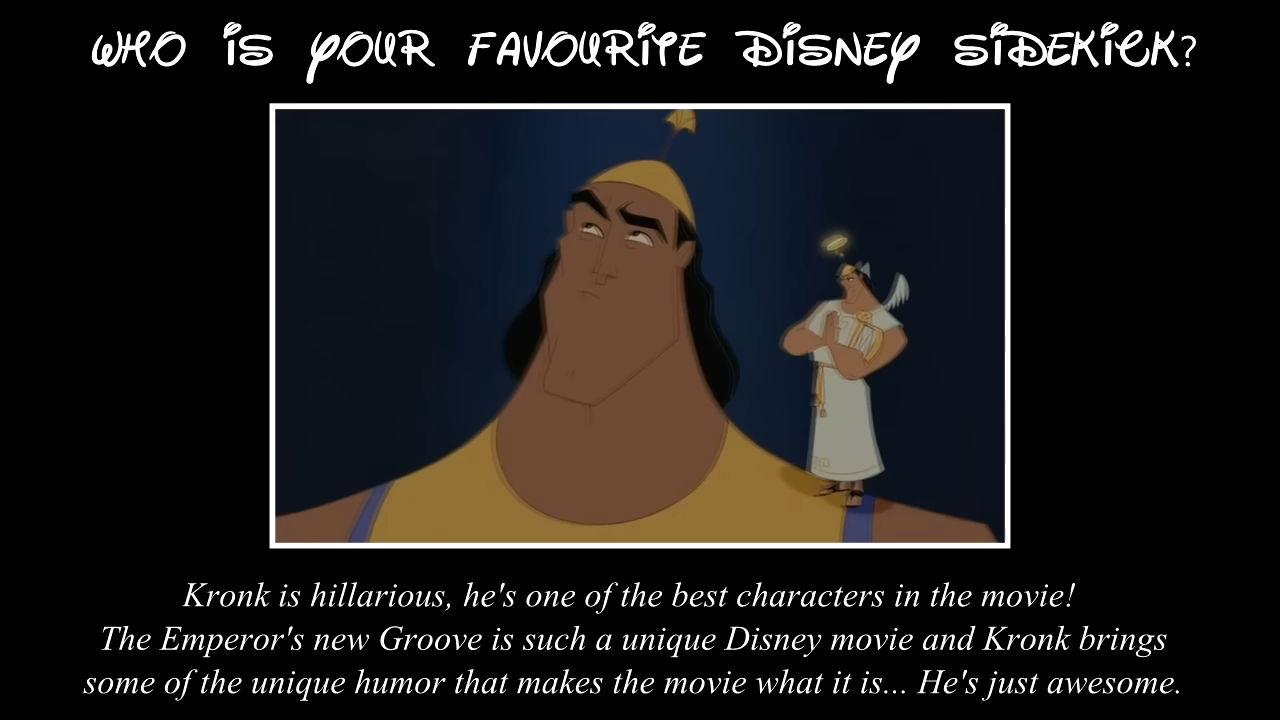 WHO IS YOUR FAVOURITE DISNEY SIDEKICK?
Kronk is hillarious, he's one of the best characters in the movie!
The Emperor's new Groove is such a unique Disney movie and Kronk brings
some of the unique humor that makes the movie what it is... He's just awesome.